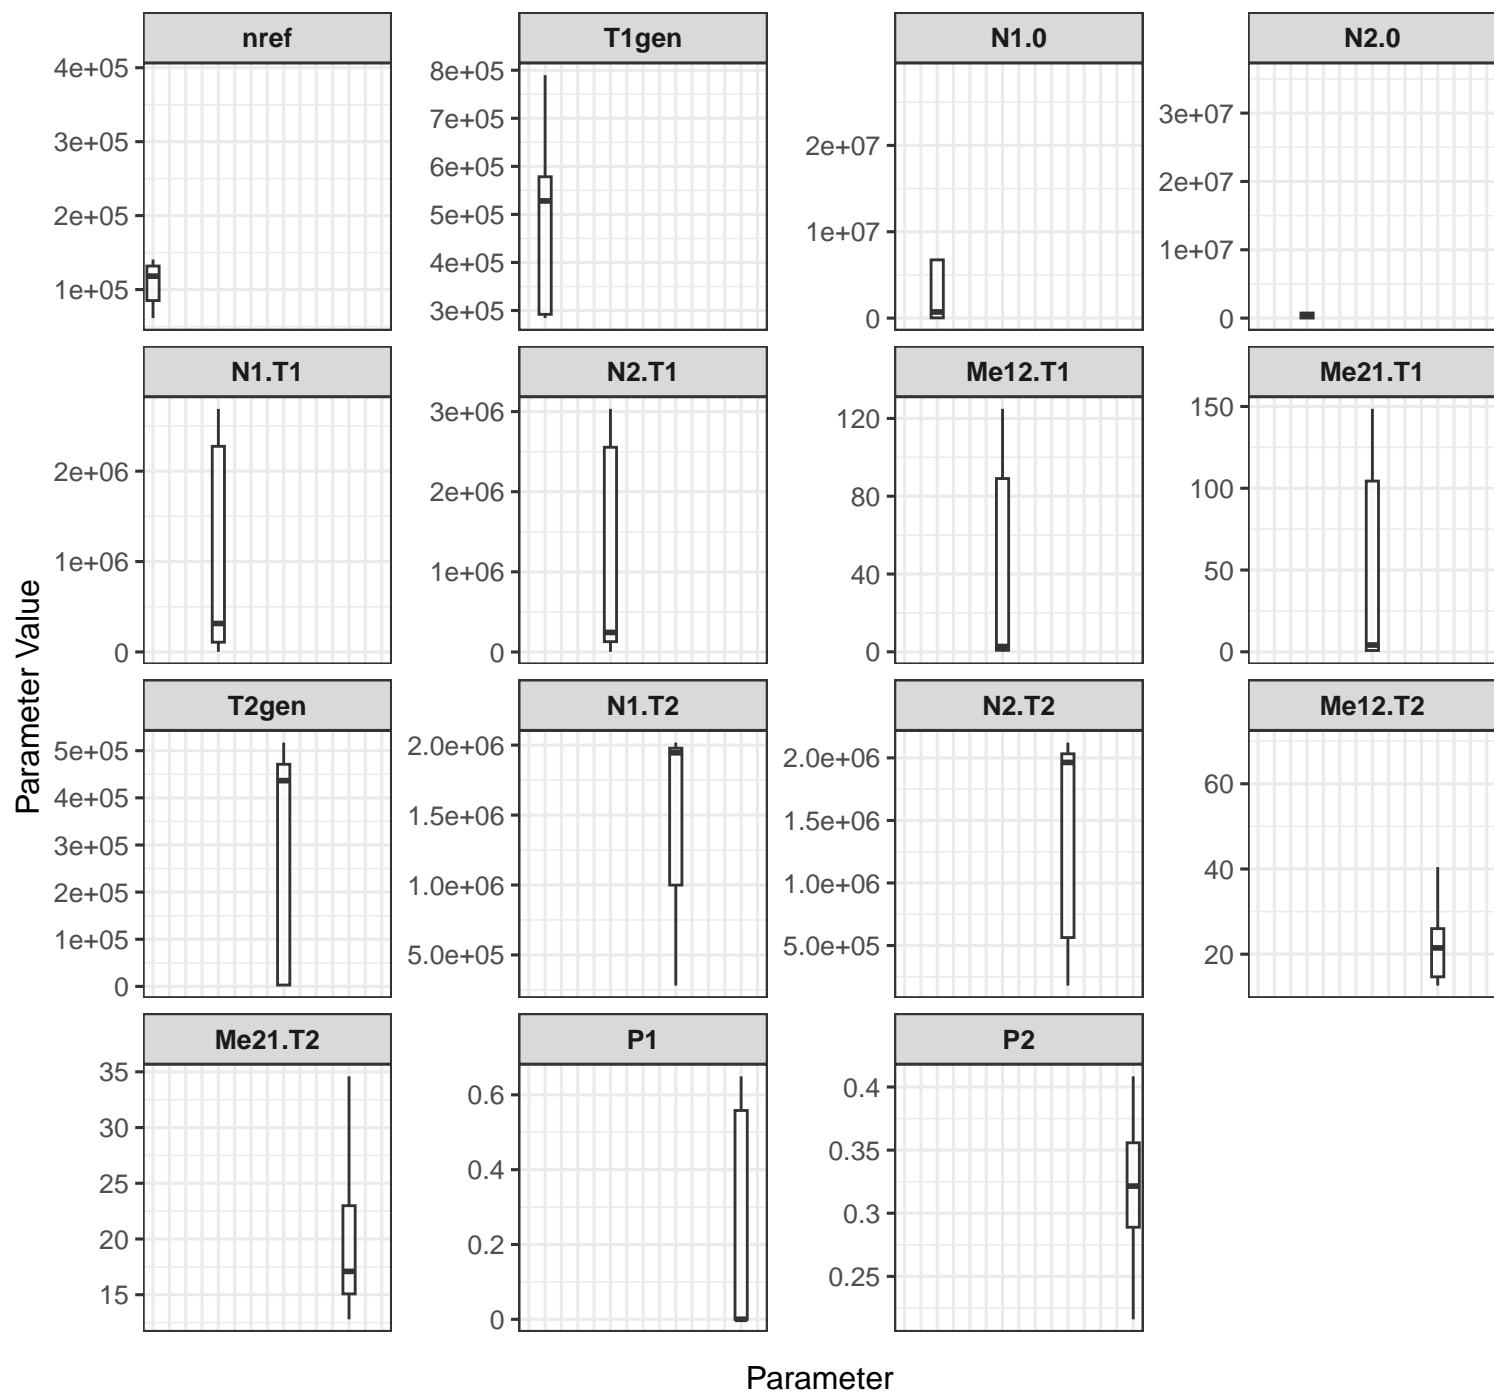 nref
T1gen
N1.0
N2.0
4e+05
3e+05
2e+05
1e+05
8e+05
7e+05
6e+05
5e+05
4e+05
3e+05
2e+07
1e+07
0
3e+07
2e+07
1e+07
0
N1.T1
N2.T1
Me12.T1
Me21.T1
2e+06
1e+06
0
3e+06
2e+06
1e+06
0
120
80
40
0
150
100
50
0
Parameter Value
T2gen
N1.T2
N2.T2
Me12.T2
5e+05
4e+05
3e+05
2e+05
1e+05
0
2.0e+06
1.5e+06
1.0e+06
5.0e+05
2.0e+06
1.5e+06
1.0e+06
5.0e+05
60
40
20
Me21.T2
P1
P2
35
30
25
20
15
0.6
0.4
0.2
0
0.4
0.35
0.3
0.25
Parameter